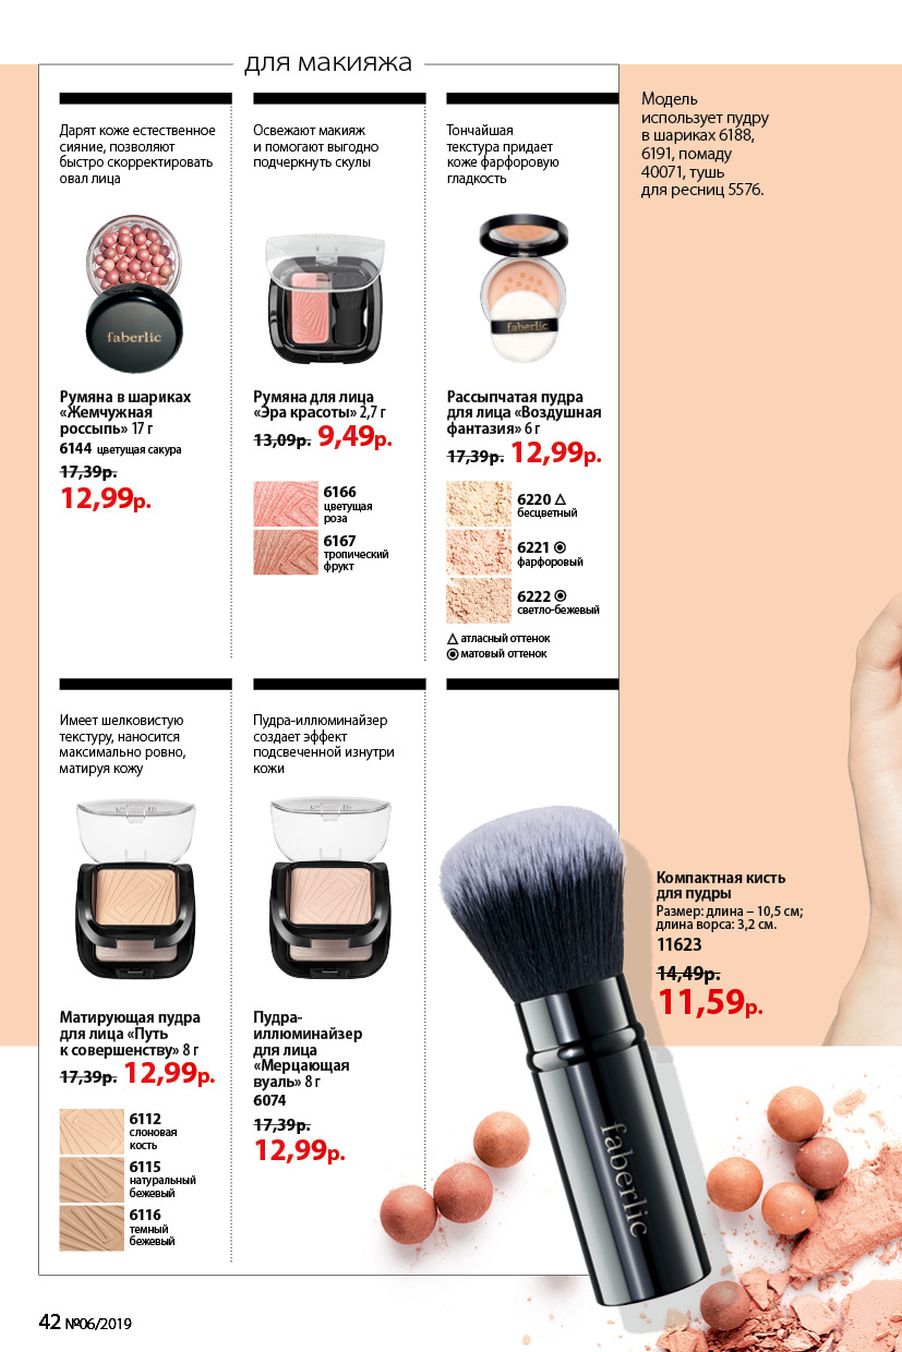 для макияжа
Дарят коже естественное
сияние, позволяют
быстро скорректировать
овал лица
faberlic
Румяна в шариках
«Жемчужная
россыпь» 17 г
6144 цветущая сакура
17,39р.
12,99р.
Освежают макияж
и помогают выгодно
подчеркнуть скулы
Румяна для лица
«Эра красоты» 2,7 г
13,09р. 9,49р.
6166
цветущая
роза
6167
тропический
фрукт
Тончайшая
текстура придает
коже фарфоровую
гладкость
faberlic
Рассыпчатая пудра
для лица «Воздушная
фантазия» 6 г
17,39р. 12,99р.
6220 △
бесцветный
6221 ◉
фарфоровый
6222 ◉
светло-бежевый
△ атласный оттенок
◉ матовый оттенок
Модель
использует пудру
в шариках 6188,
6191, помаду
40071, тушь
для ресниц 5576.
Имеет шелковистую
текстуру, наносится
максимально ровно,
матируя кожу
Матирующая пудра
для лица «Путь
к совершенству» 8 г
17,39р. 12,99р.
6112
слоновая
кость
6115
натуральный
бежевый
6116
темный
бежевый
Пудра-иллюминайзер
создает эффект
подсвеченной изнутри
кожи
Пудра-
иллюминайзер
для лица
«Мерцающая
вуаль» 8 г
6074
17,39р.
12,99р.
Компактная кисть
для пудры
Размер: длина – 10,5 см;
длина ворса: 3,2 см.
11623
14,49р.
11,59р.
faberlic
42 №06/2019